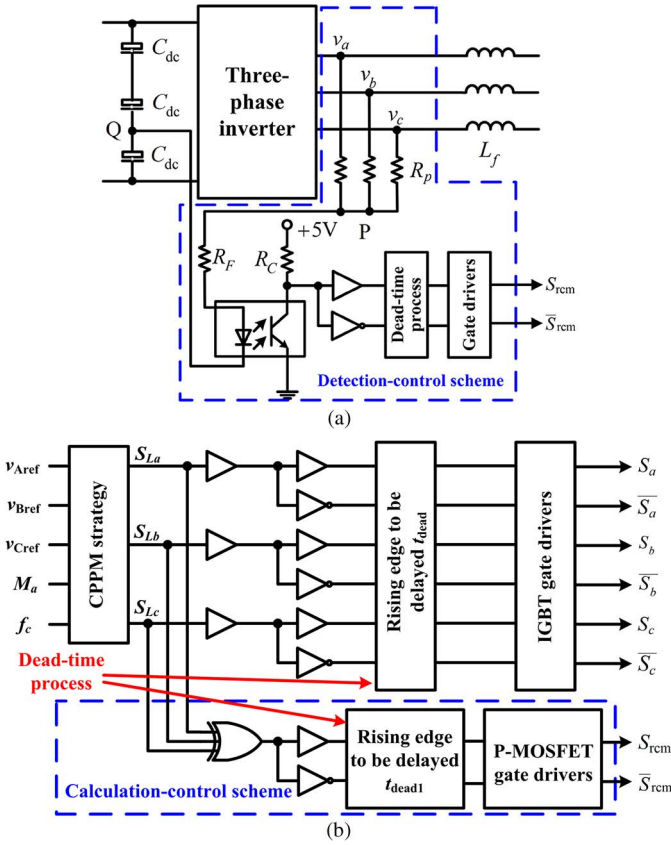 C_dc
Three-
phase
inverter
v_a
v_b
v_c
C_dc
Q
C_dc
R_p
L_f
+5V
P
R_F
R_C
Dead-time
process
Gate drivers
S_rcm
S̅_rcm
Detection-control scheme
(a)
v_Aref
v_Bref
v_Cref
M_a
f_c
CPPM strategy
S_La
S_Lb
S_Lc
Rising edge to be
delayed t_dead
IGBT gate drivers
S_a
S̅_a
S_b
S̅_b
S_c
S̅_c
Dead-time
process
Rising edge
to be delayed
t_dead1
P-MOSFET
gate drivers
S_rcm
S̅_rcm
Calculation-control scheme
(b)